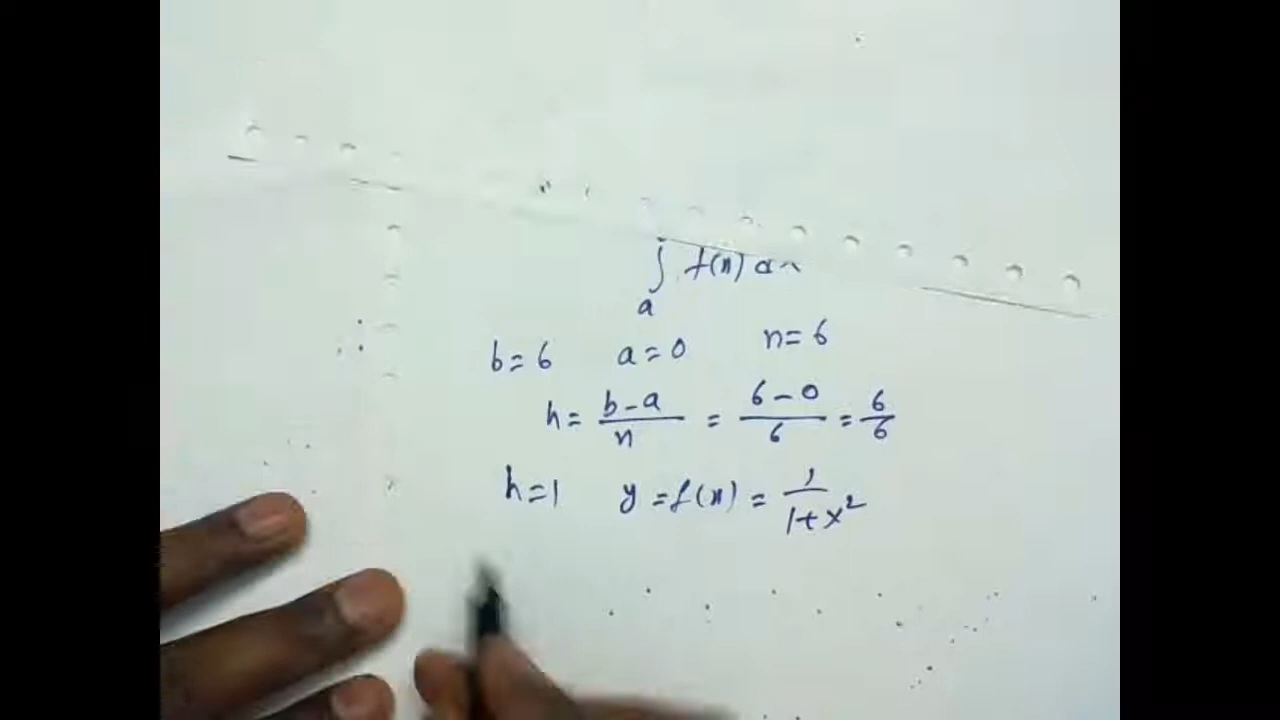 ∫ f(x) dx
a
b=6 a=0 n=6
h= b-a/n = 6-0/6 = 6/6
h=1 y=f(x)= 1/1+x²